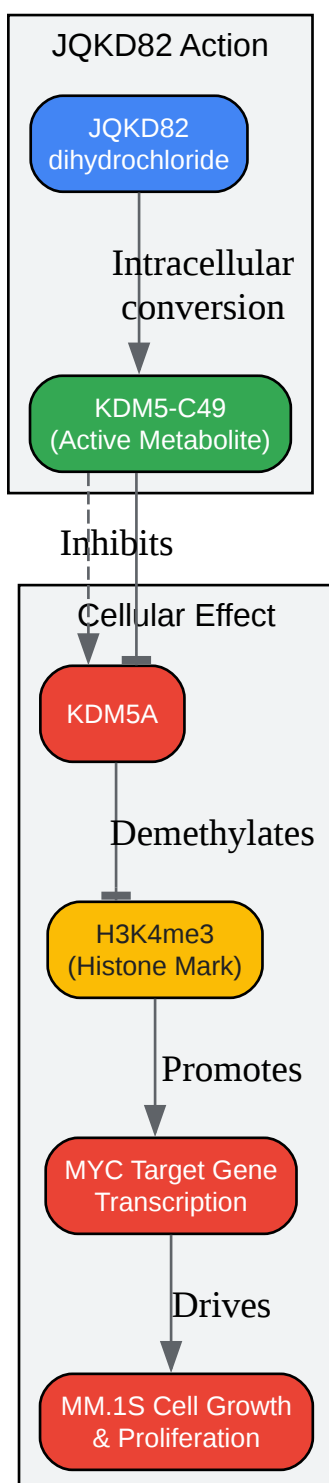 JQKD82 Action
JQKD82
dihydrochloride
Intracellular
conversion
KDM5-C49
(Active Metabolite)
Inhibits
Cellular Effect
KDM5A
Demethylates
H3K4me3
(Histone Mark)
Promotes
MYC Target Gene
Transcription
Drives
MM.1S Cell Growth
& Proliferation